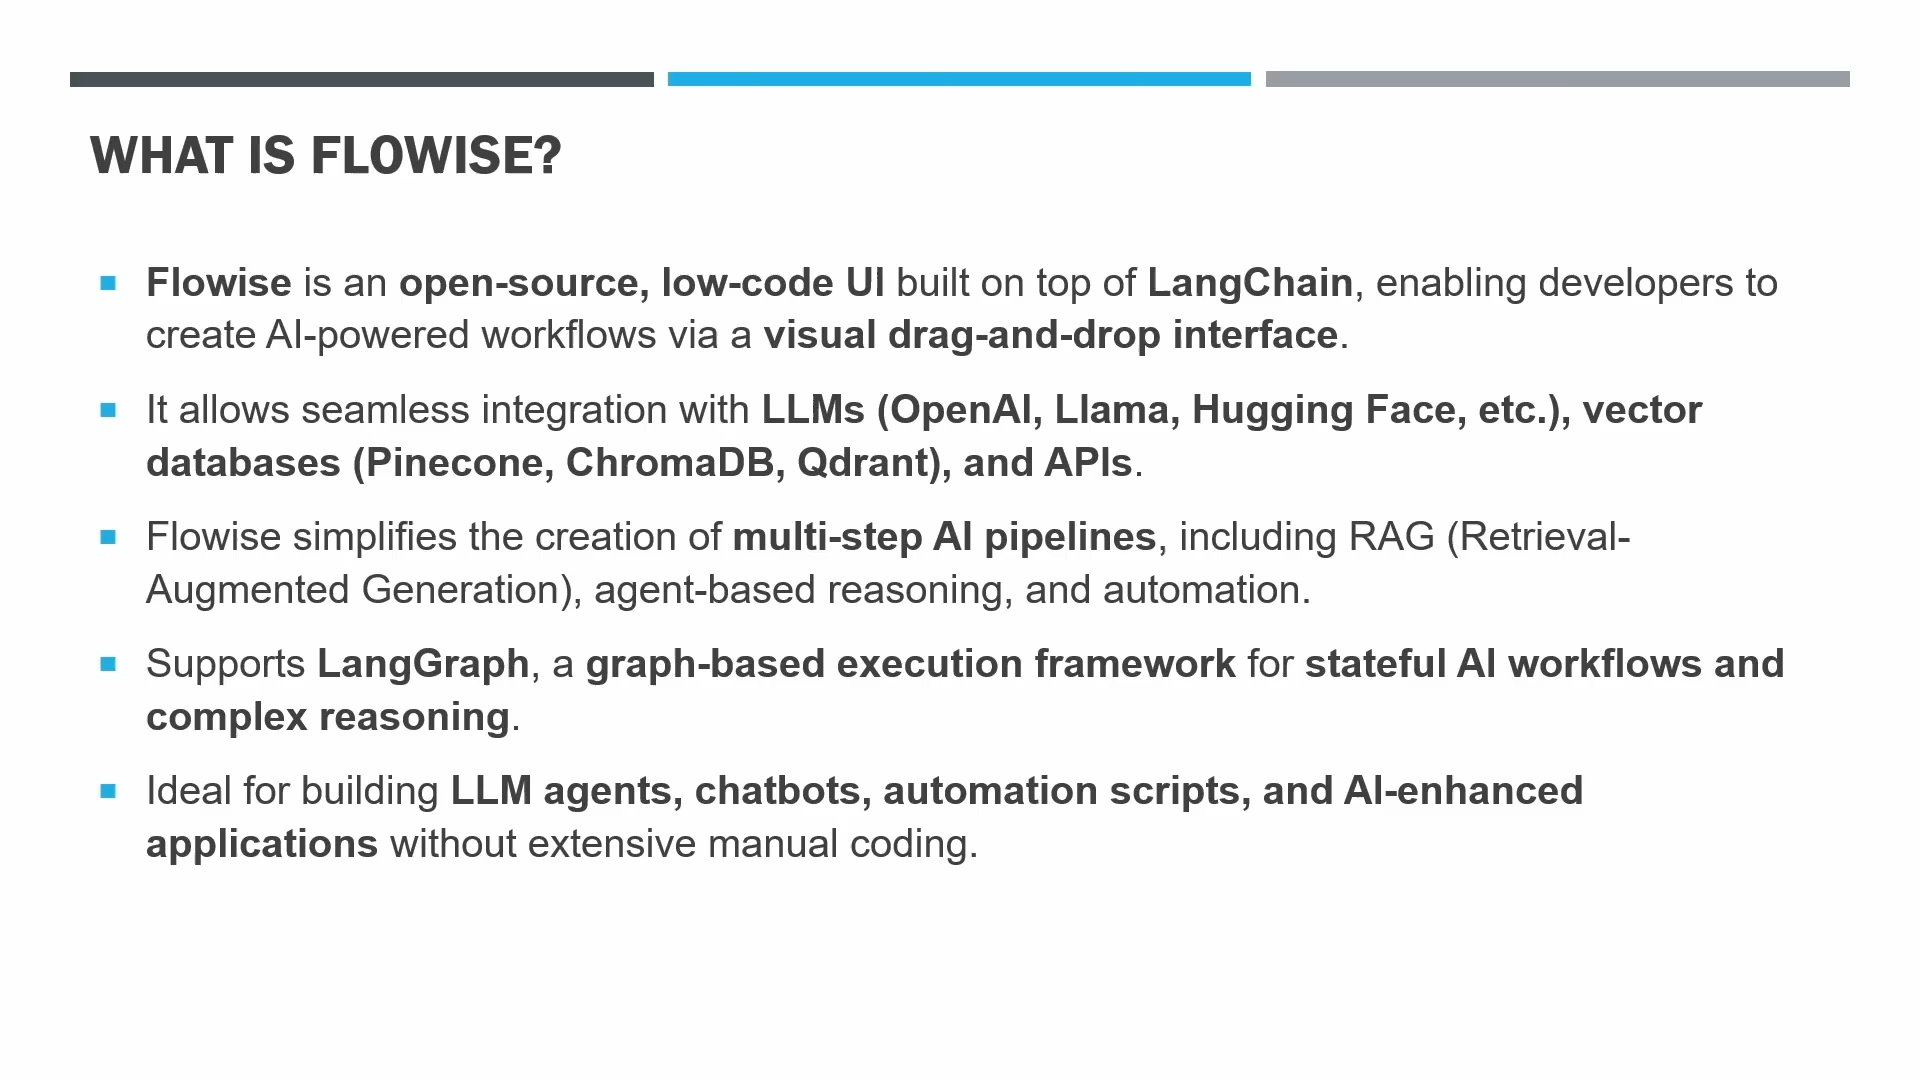 WHAT IS FLOWISE?
Flowise is an open-source, low-code UI built on top of LangChain, enabling developers to
create AI-powered workflows via a visual drag-and-drop interface.
It allows seamless integration with LLMs (OpenAI, Llama, Hugging Face, etc.), vector
databases (Pinecone, ChromaDB, Qdrant), and APIs.
Flowise simplifies the creation of multi-step AI pipelines, including RAG (Retrieval-
Augmented Generation), agent-based reasoning, and automation.
Supports LangGraph, a graph-based execution framework for stateful AI workflows and
complex reasoning.
Ideal for building LLM agents, chatbots, automation scripts, and AI-enhanced
applications without extensive manual coding.